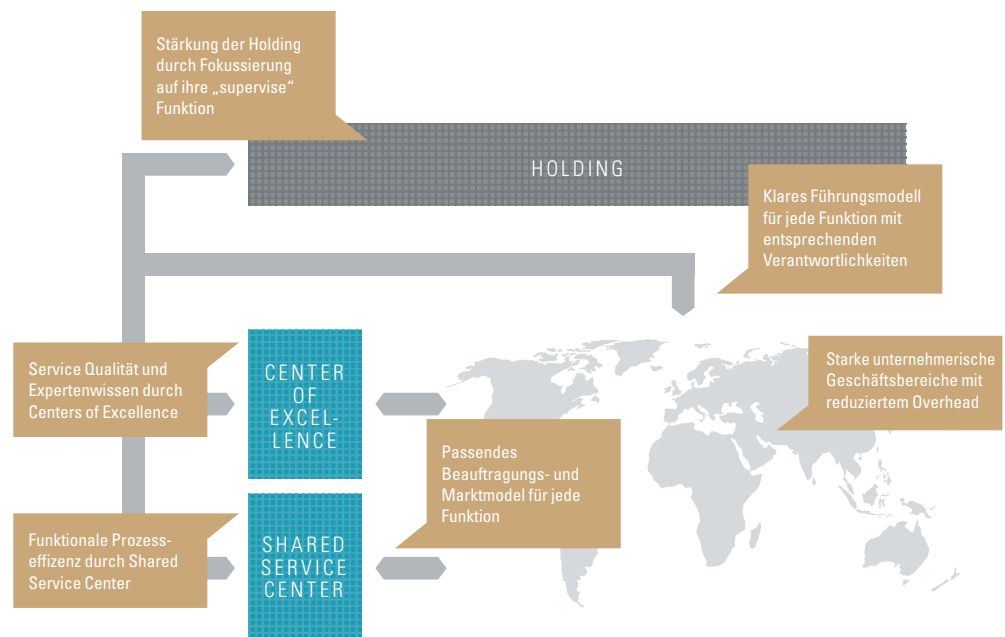 Stärkung der Holding
durch Fokussierung
auf ihre „supervise“
Funktion
HOLDING
Klares Führungsmodell
für jede Funktion mit
entsprechenden
Verantwortlichkeiten
Service Qualität und
Expertenwissen durch
Centers of Excellence
CENTER
OF
EXCEL-
LENCE
Starke unternehmerische
Geschäftsbereiche mit
reduziertem Overhead
Passendes
Beauftragungs- und
Marktmodel für jede
Funktion
Funktionale Prozess-
effizenz durch Shared
Service Center
SHARED
SERVICE
CENTER